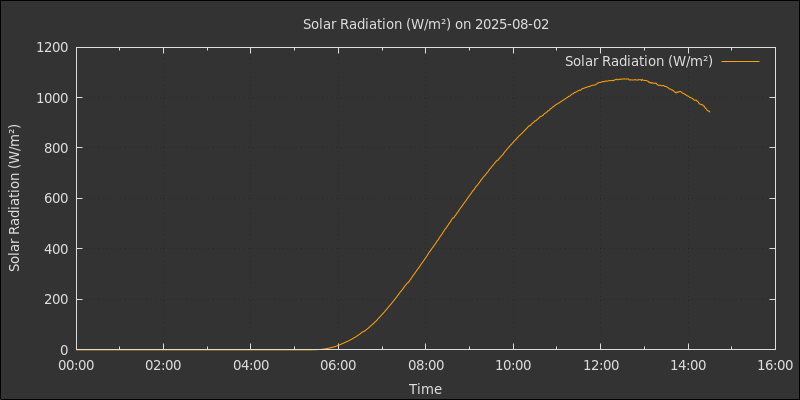 Solar Radiation (W/m²) on 2025-08-02
Solar Radiation (W/m²)
Solar Radiation (W/m²)
1200
1000
800
600
400
200
0
00:00 02:00 04:00 06:00 08:00 10:00 12:00 14:00 16:00
Time